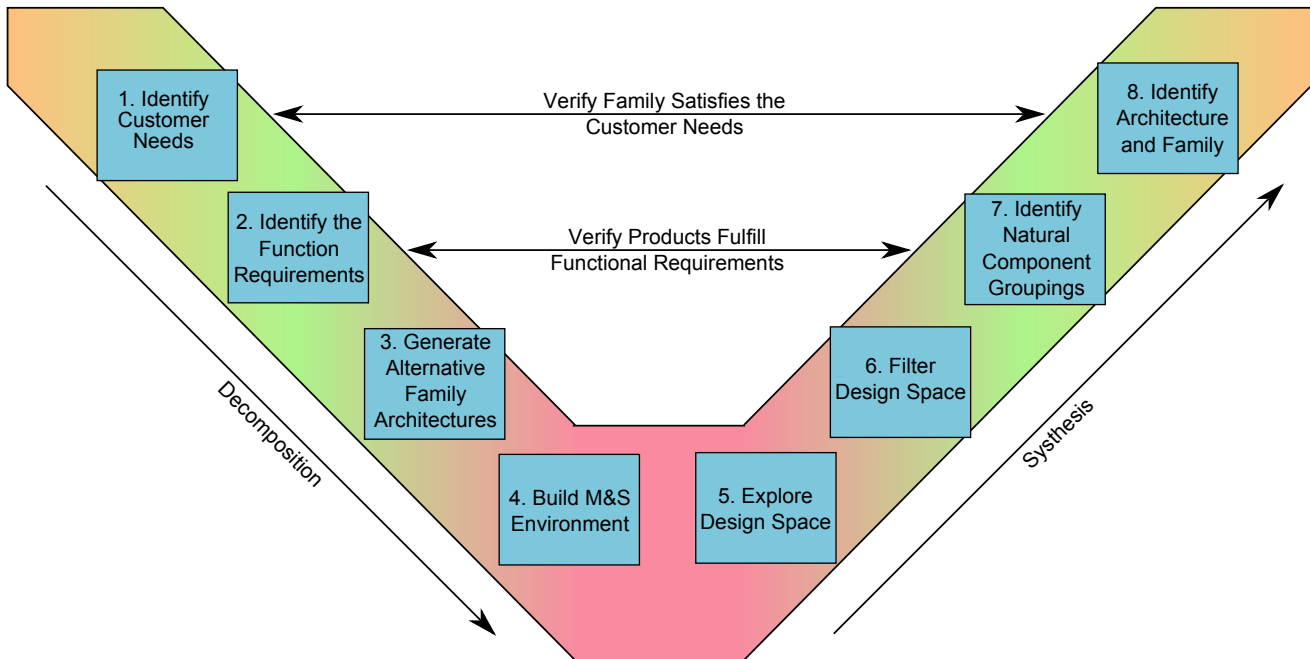 1. Identify
Customer
Needs
Verify Family Satisfies the
Customer Needs
8. Identify
Architecture
and Family
2. Identify the
Function
Requirements
Verify Products Fulfill
Functional Requirements
7. Identify
Natural
Component
Groupings
3. Generate
Alternative
Family
Architectures
6. Filter
Design Space
Decomposition
Systhesis
4. Build M&S
Environment
5. Explore
Design Space